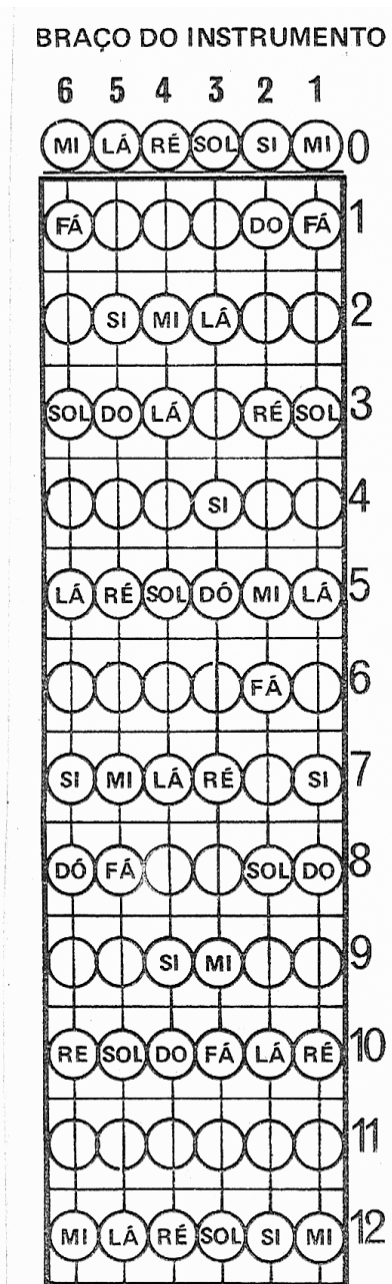 BRAÇO DO INSTRUMENTO
6 5 4 3 2 1
MI LÁ RÉ SOL SI MI 0
FÁ DO FÁ 1
SI MI LÁ 2
SOL DO LÁ RÉ SOL 3
SI 4
LÁ RÉ SOL DÓ MI LÁ 5
FÁ 6
SI MI LÁ RÉ SI 7
DÓ FÁ SOL DO 8
SI MI 9
RE SOL DO FÁ LÁ RÉ 10
11
MI LÁ RÉ SOL SI MI 12